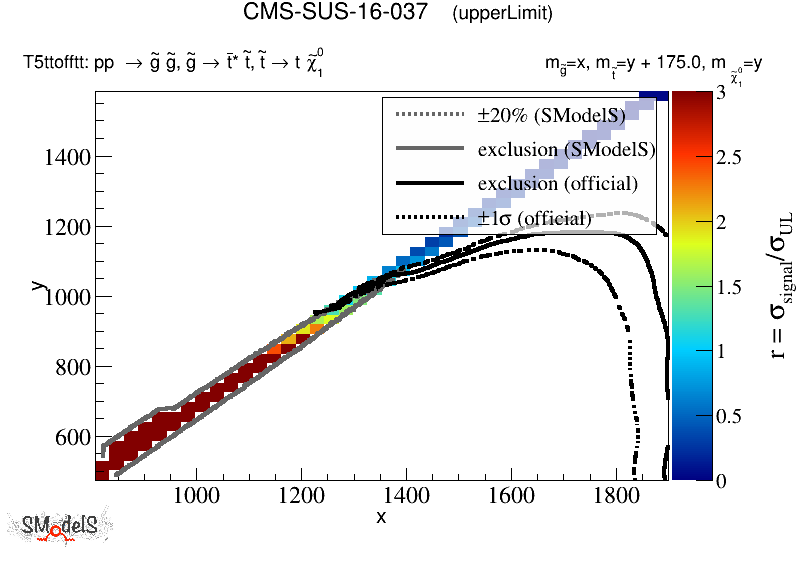 CMS-SUS-16-037 (upperLimit)
T5ttofftt: pp → g̃ g̃, g̃ → t̄* t̃, t̃ → t χ̃₁⁰
m_g̃=x, m_t̃=y + 175.0, m_χ̃₁⁰=y
±20% (SModelS)
exclusion (SModelS)
exclusion (official)
±1σ (official)
1400
1200
1000
800
600
y
1000 1200 1400 1600 1800
x
3
2.5
2
1.5
1
0.5
0
r = σ_signal/σ_UL
SModelS